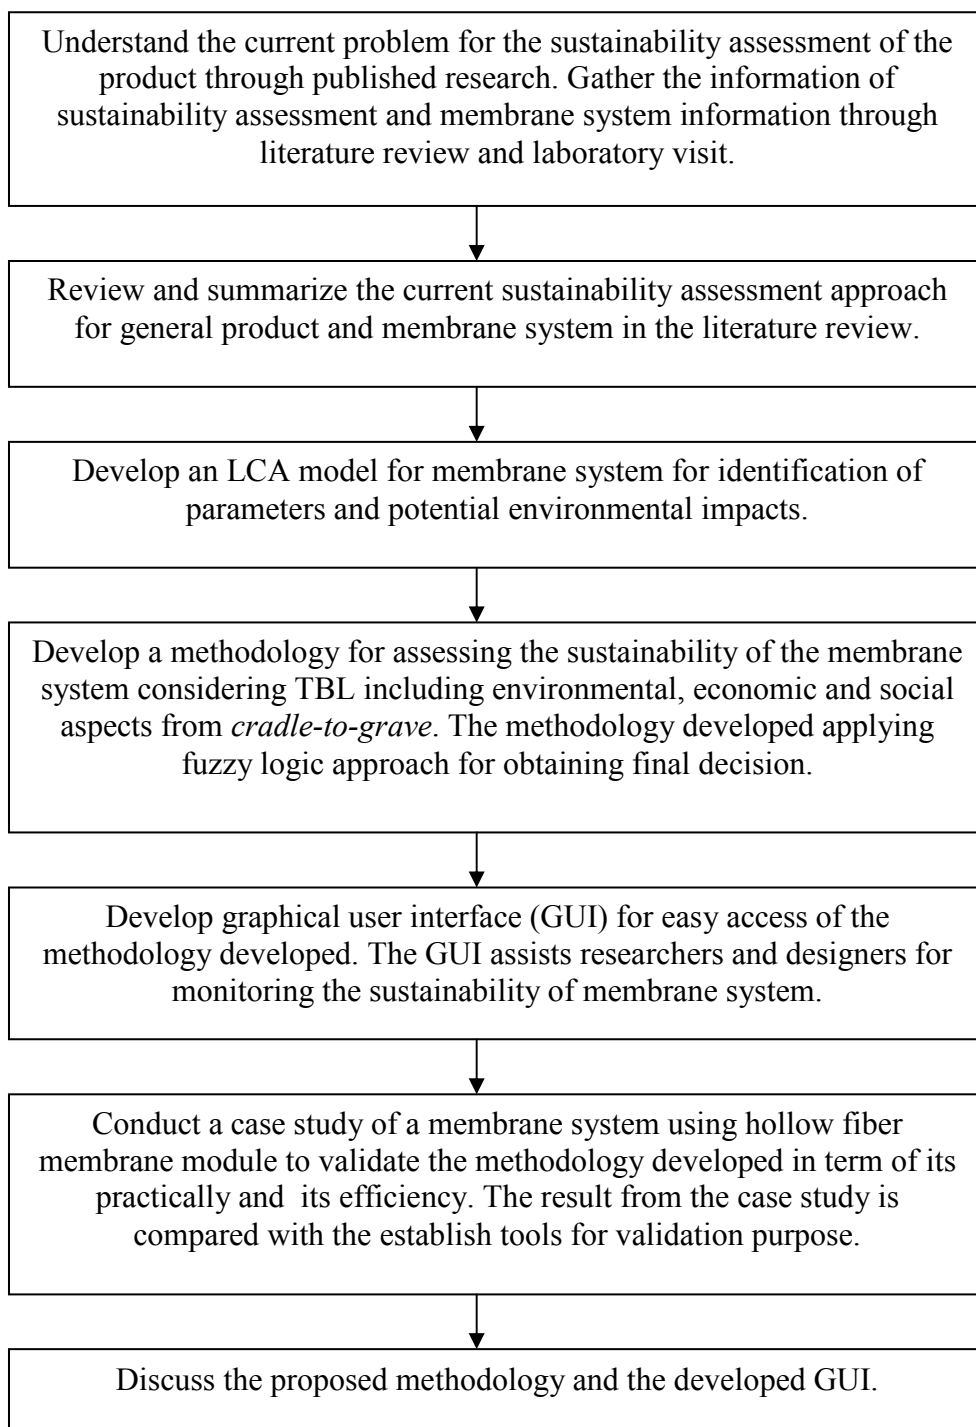 Understand the current problem for the sustainability assessment of the
product through published research. Gather the information of
sustainability assessment and membrane system information through
literature review and laboratory visit.
Review and summarize the current sustainability assessment approach
for general product and membrane system in the literature review.
Develop an LCA model for membrane system for identification of
parameters and potential environmental impacts.
Develop a methodology for assessing the sustainability of the membrane
system considering TBL including environmental, economic and social
aspects from cradle-to-grave. The methodology developed applying
fuzzy logic approach for obtaining final decision.
Develop graphical user interface (GUI) for easy access of the
methodology developed. The GUI assists researchers and designers for
monitoring the sustainability of membrane system.
Conduct a case study of a membrane system using hollow fiber
membrane module to validate the methodology developed in term of its
practically and its efficiency. The result from the case study is
compared with the establish tools for validation purpose.
Discuss the proposed methodology and the developed GUI.